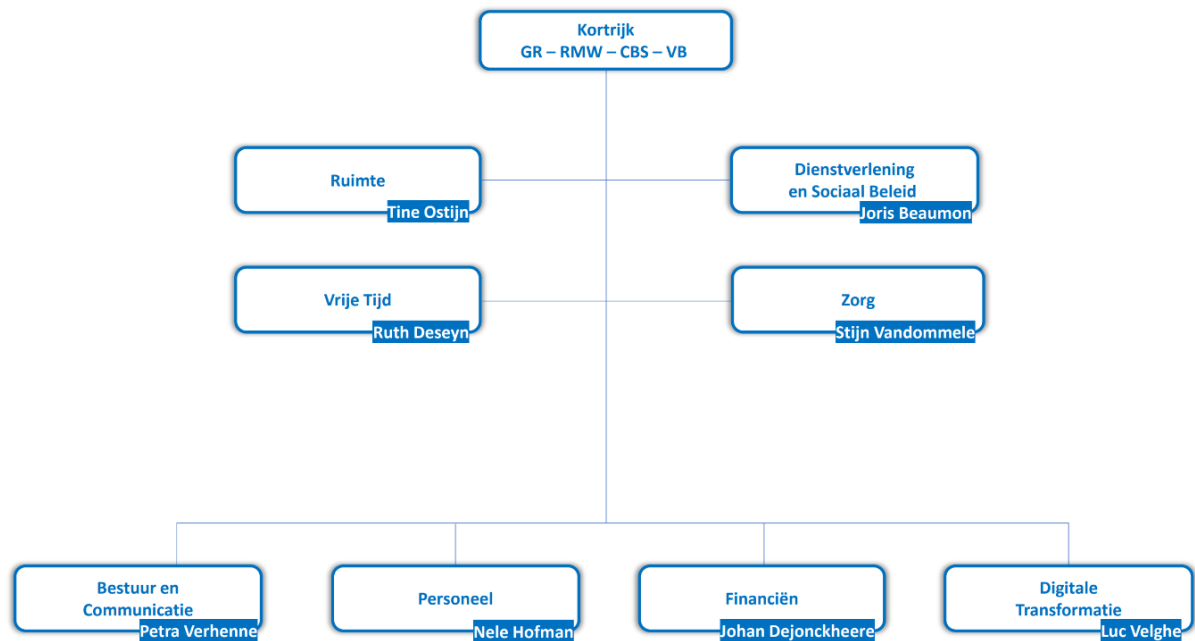 Kortrijk
GR – RMW – CBS – VB
Ruimte
Tine Ostijn
Dienstverlening
en Sociaal Beleid
Joris Beaumon
Vrije Tijd
Ruth Deseyn
Zorg
Stijn Vandommele
Bestuur en
Communicatie
Petra Verhenne
Personeel
Nele Hofman
Financiën
Johan Dejonckheere
Digitale
Transformatie
Luc Velghe